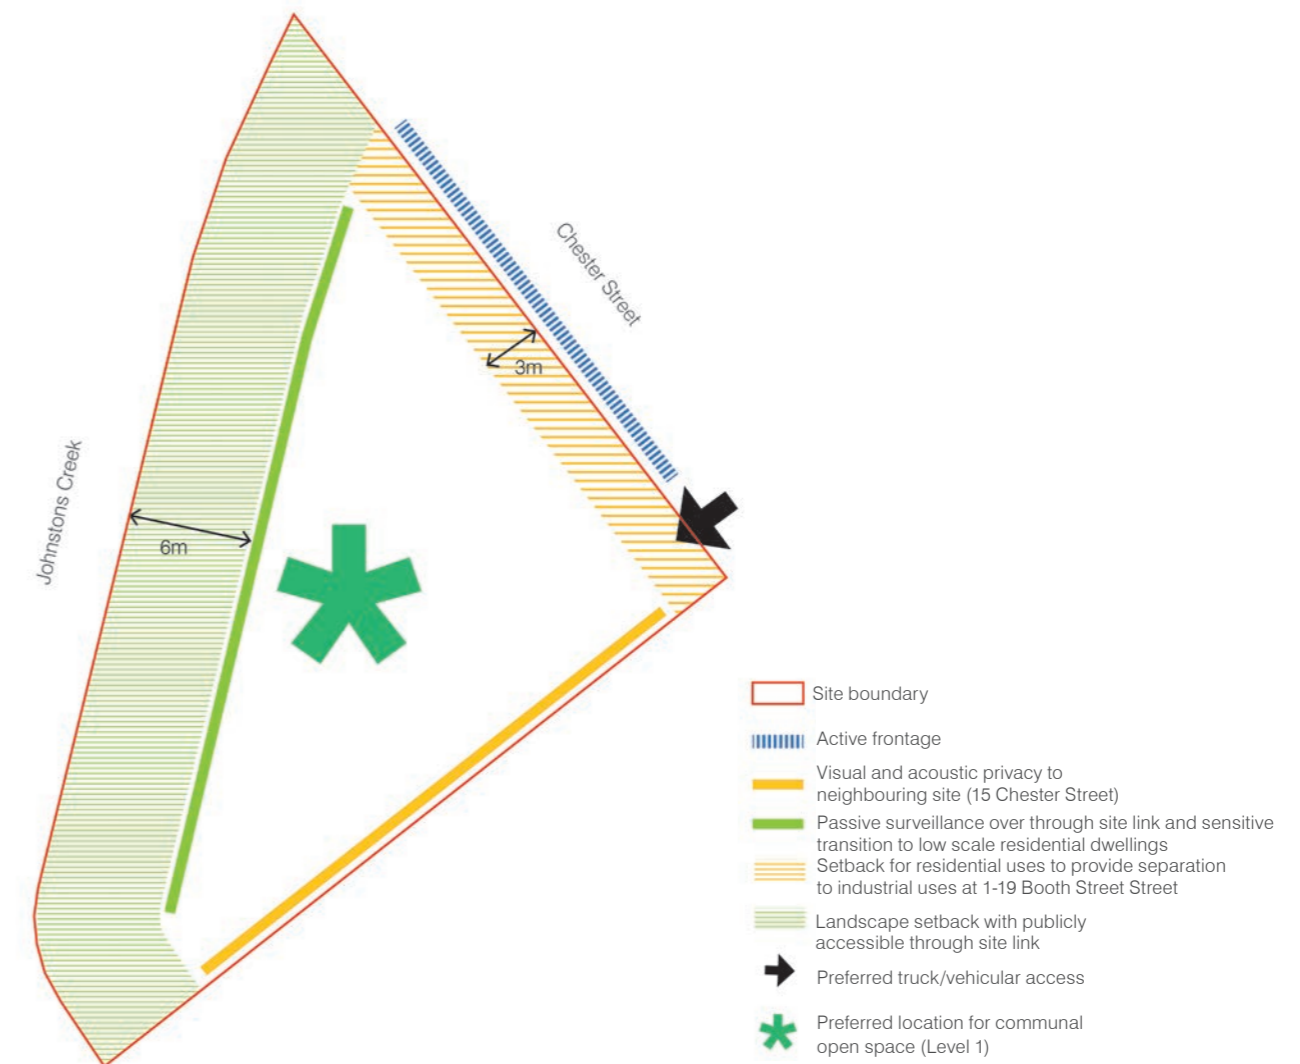 Chester Street
3m
Johnstons Creek
6m
Site boundary
Active frontage
Visual and acoustic privacy to
neighbouring site (15 Chester Street)
Passive surveillance over through site link and sensitive
transition to low scale residential dwellings
Setback for residential uses to provide separation
to industrial uses at 1-19 Booth Street Street
Landscape setback with publicly
accessible through site link
Preferred truck/vehicular access
Preferred location for communal
open space (Level 1)